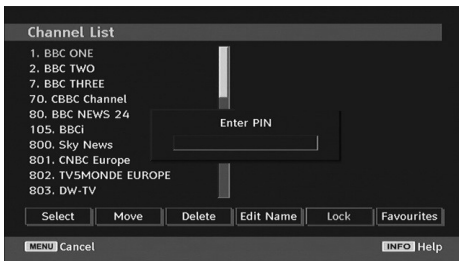 Channel List
1. BBC ONE
2. BBC TWO
7. BBC THREE
70. CBBC Channel
80. BBC NEWS 24
105. BBCi
800. Sky News
801. CNBC Europe
802. TV5MONDE EUROPE
803. DW-TV
Enter PIN
Select Move Delete Edit Name Lock Favourites
MENU Cancel INFO Help